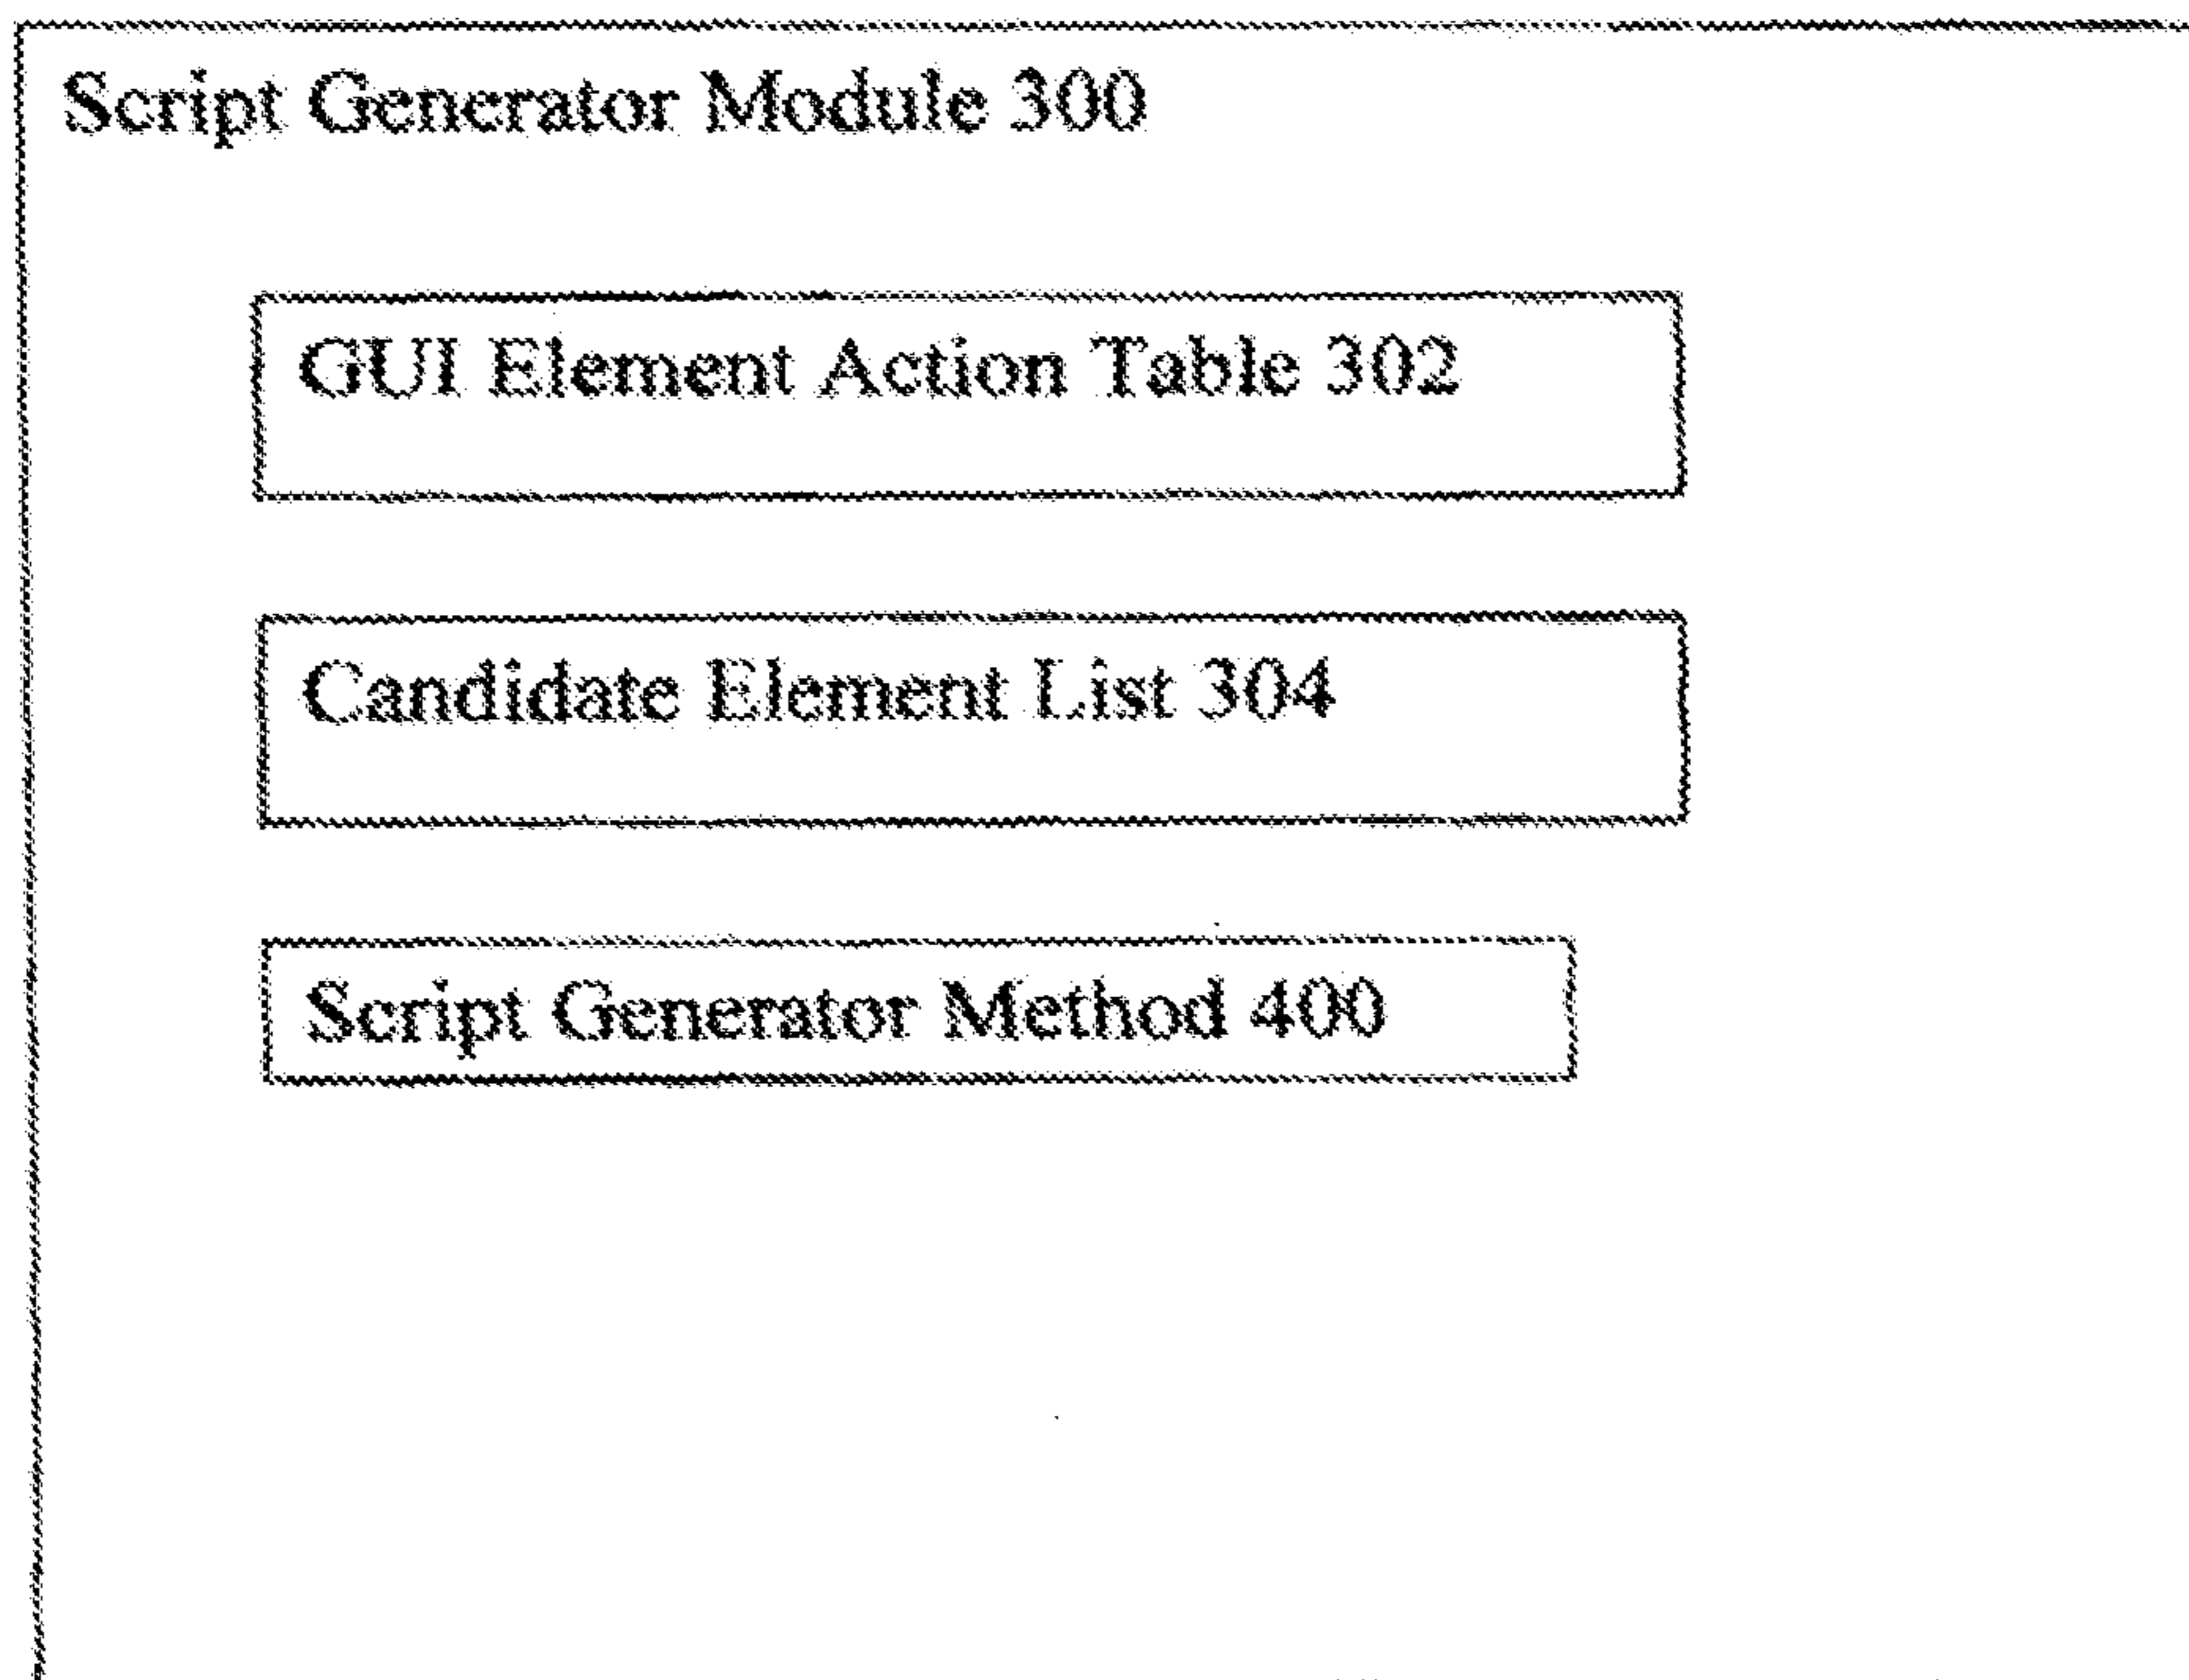 Script Generator Module 300
GUI Element Action Table 302
Candidate Element List 304
Script Generator Method 400